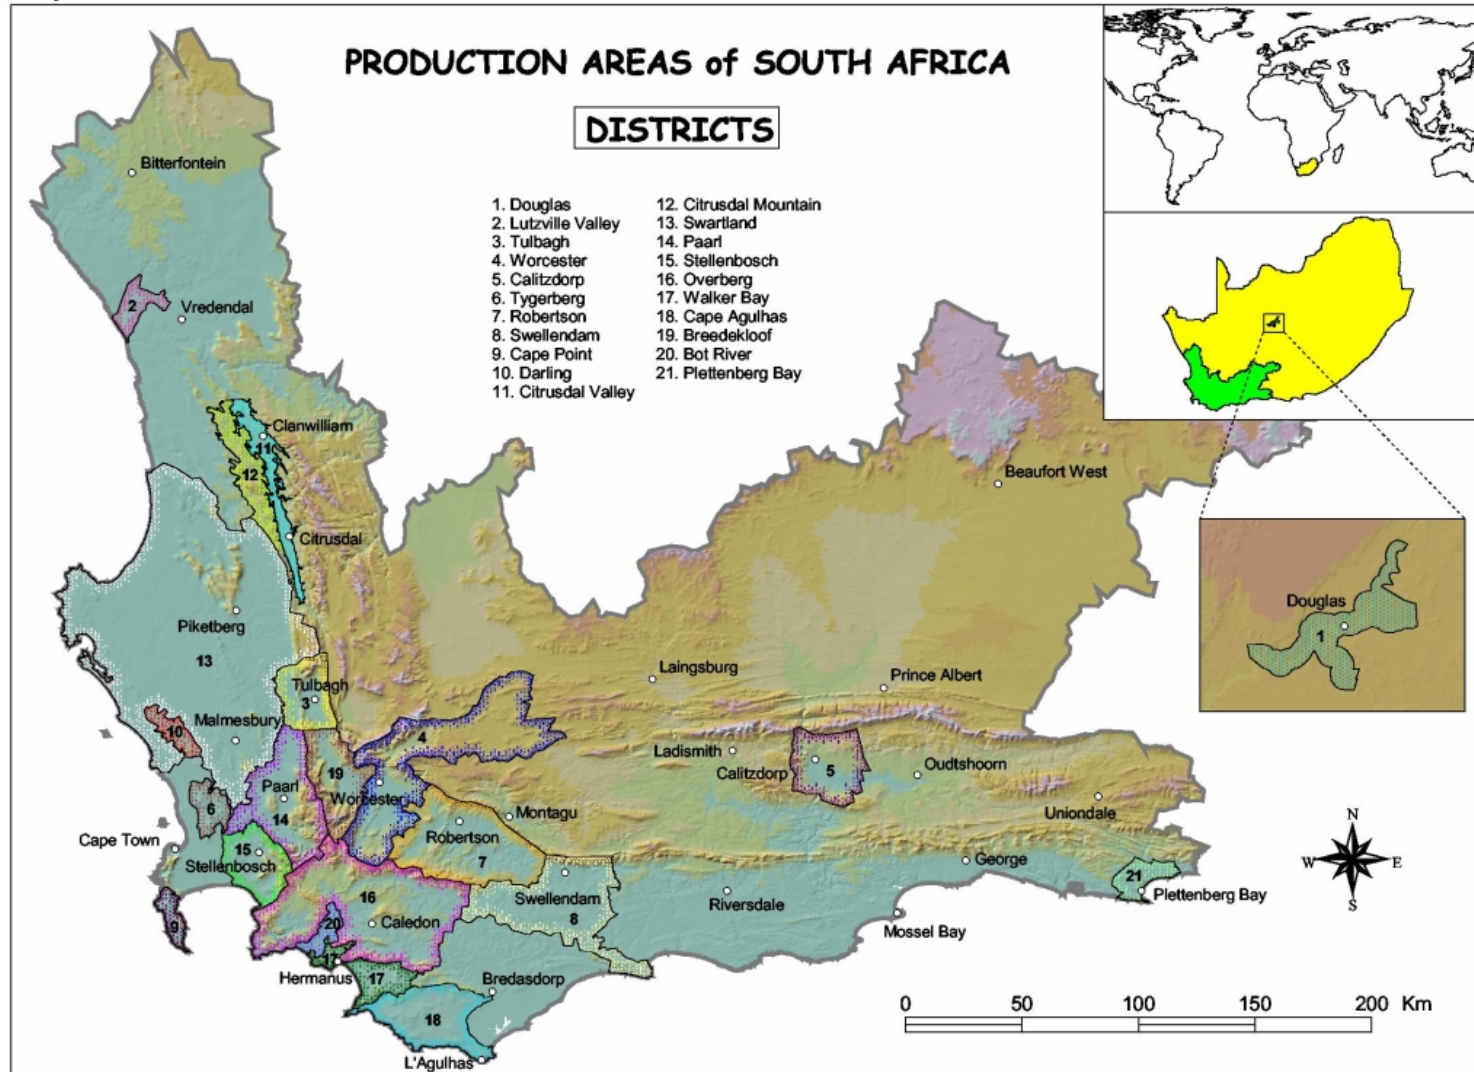 PRODUCTION AREAS of SOUTH AFRICA
DISTRICTS
1. Douglas
2. Lutzville Valley
3. Tulbagh
4. Worcester
5. Calitzdorp
6. Tygerberg
7. Robertson
8. Swellendam
9. Cape Point
10. Darling
11. Citrusdal Valley
12. Citrusdal Mountain
13. Swartland
14. Paarl
15. Stellenbosch
16. Overberg
17. Walker Bay
18. Cape Agulhas
19. Breedekloof
20. Bot River
21. Plettenberg Bay
Bitterfontein
2
Vredendal
Clanwilliam
11
12
Citrusdal
Beaufort West
Piketberg
13
Douglas
1
Laingsburg
Prince Albert
Tulbagh
3
Malmesbury
10
4
Ladismith
Calitzdorp
5
Oudtshoorn
19
Paarl
14
Worcester
6
Montagu
Uniondale
Robertson
7
Cape Town
15
Stellenbosch
George
21
Plettenberg Bay
16
Swellendam
8
Riversdale
Mossel Bay
9
20
Caledon
17
Hermanus
17
Bredasdorp
18
L'Agulhas
N
W
E
S
0 50 100 150 200 Km